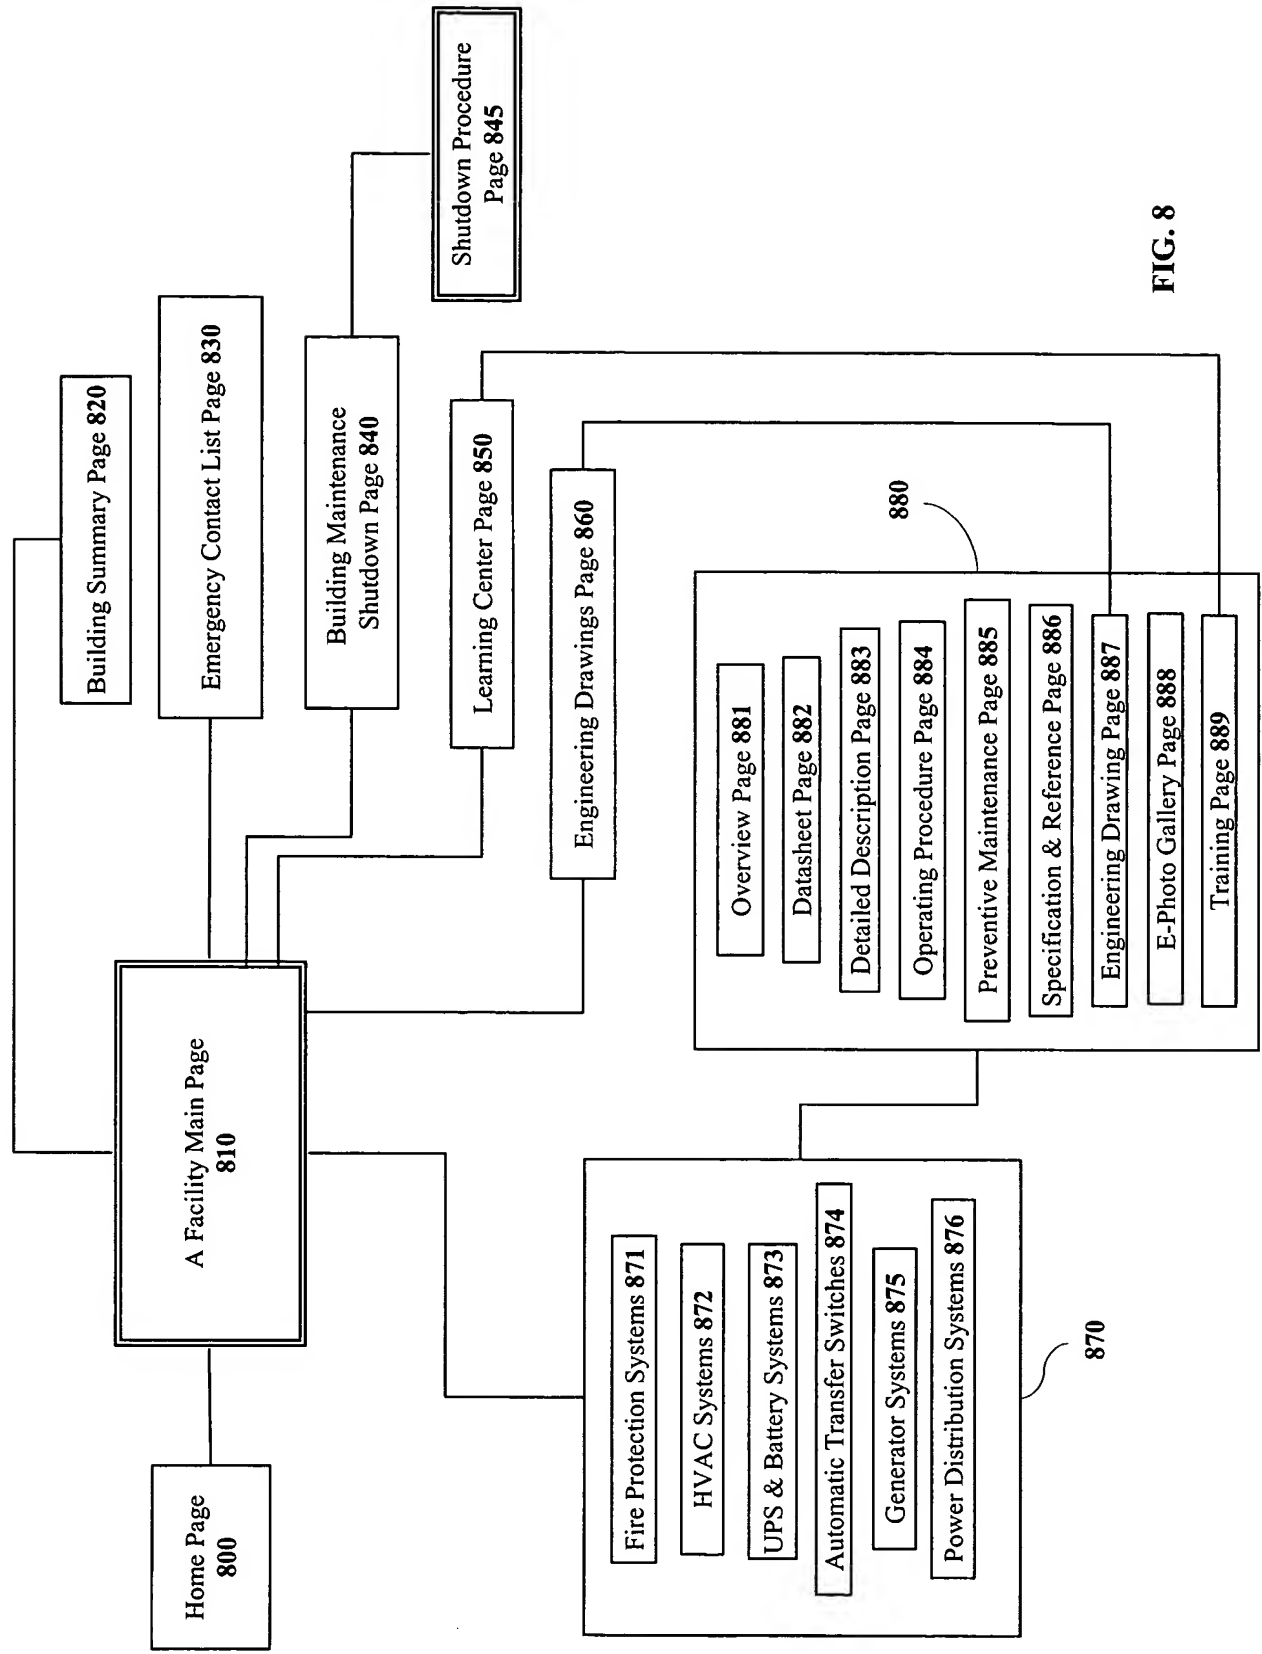 Home Page
800
A Facility Main Page
810
Building Summary Page 820
Emergency Contact List Page 830
Building Maintenance
Shutdown Page 840
Shutdown Procedure
Page 845
Learning Center Page 850
Engineering Drawings Page 860
Fire Protection Systems 871
HVAC Systems 872
UPS & Battery Systems 873
Automatic Transfer Switches 874
Generator Systems 875
Power Distribution Systems 876
870
880
Overview Page 881
Datasheet Page 882
Detailed Description Page 883
Operating Procedure Page 884
Preventive Maintenance Page 885
Specification & Reference Page 886
Engineering Drawing Page 887
E-Photo Gallery Page 888
Training Page 889
FIG. 8